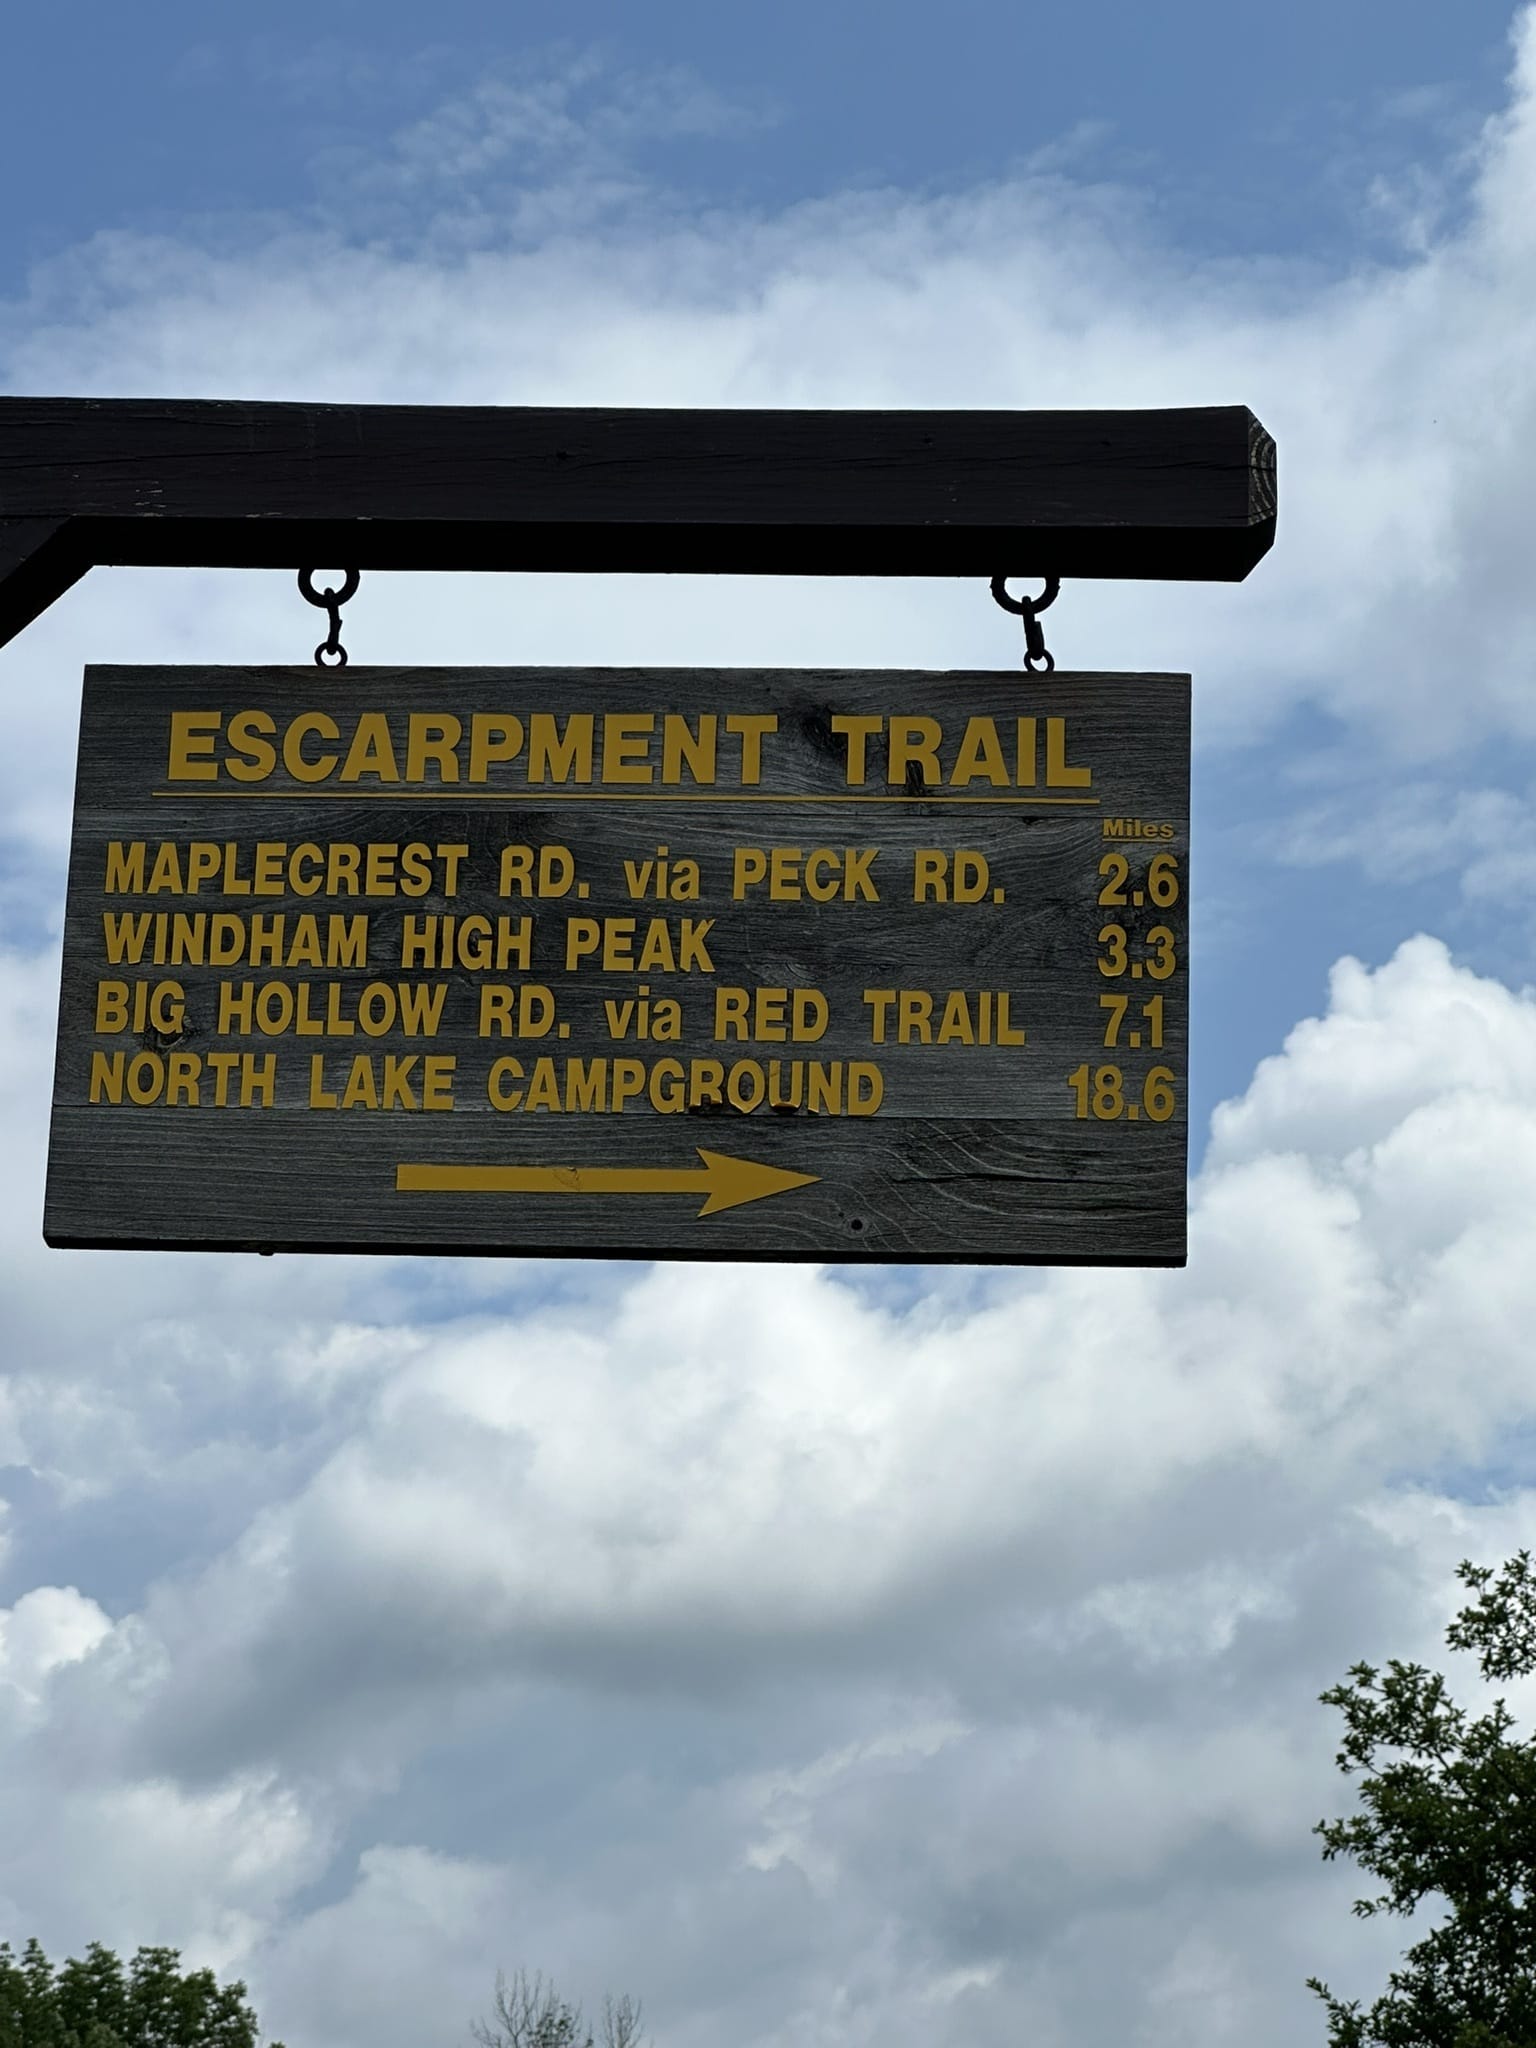 ESCARPMENT TRAIL
Miles
MAPLECREST RD. via PECK RD. 2.6
WINDHAM HIGH PEAK 3.3
BIG HOLLOW RD. via RED TRAIL 7.1
NORTH LAKE CAMPGROUND 18.6